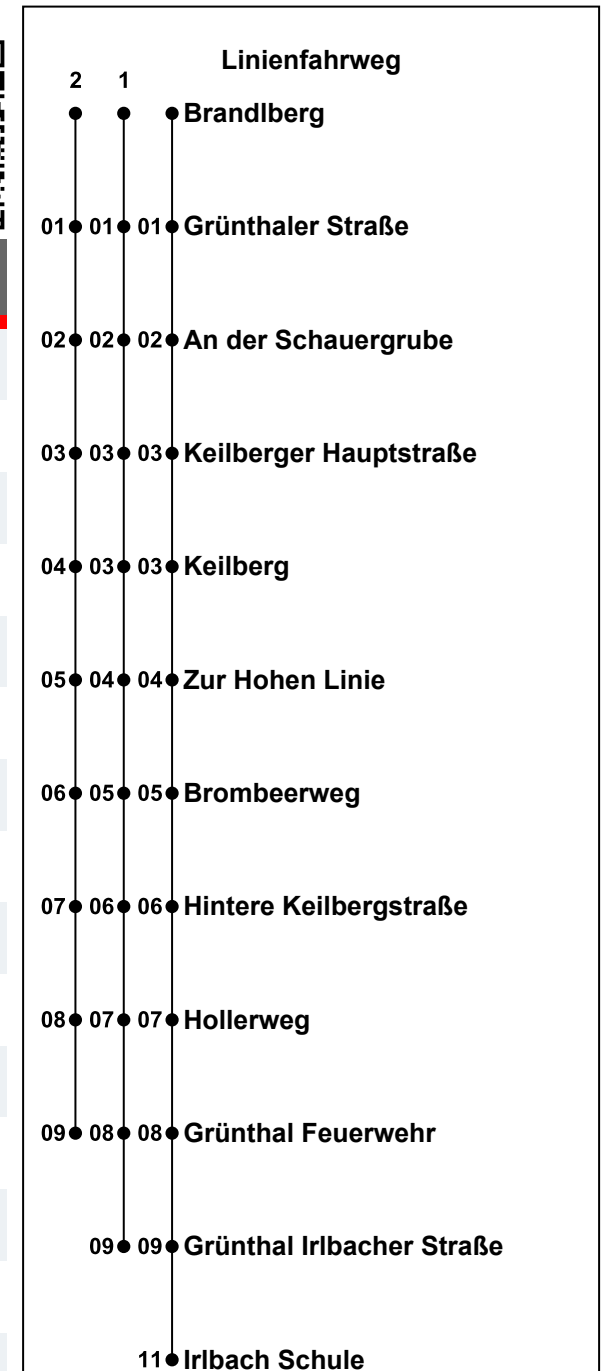 Linienfahrweg
2 1
Brandlberg
01 01 01 Grünthaler Straße
02 02 02 An der Schauergrube
03 03 03 Keilberger Hauptstraße
04 03 03 Keilberg
05 04 04 Zur Hohen Linie
06 05 05 Brombeerweg
07 06 06 Hintere Keilbergstraße
08 07 07 Hollerweg
09 08 08 Grünthal Feuerwehr
09 09 Grünthal Irlbacher Straße
11 Irlbach Schule